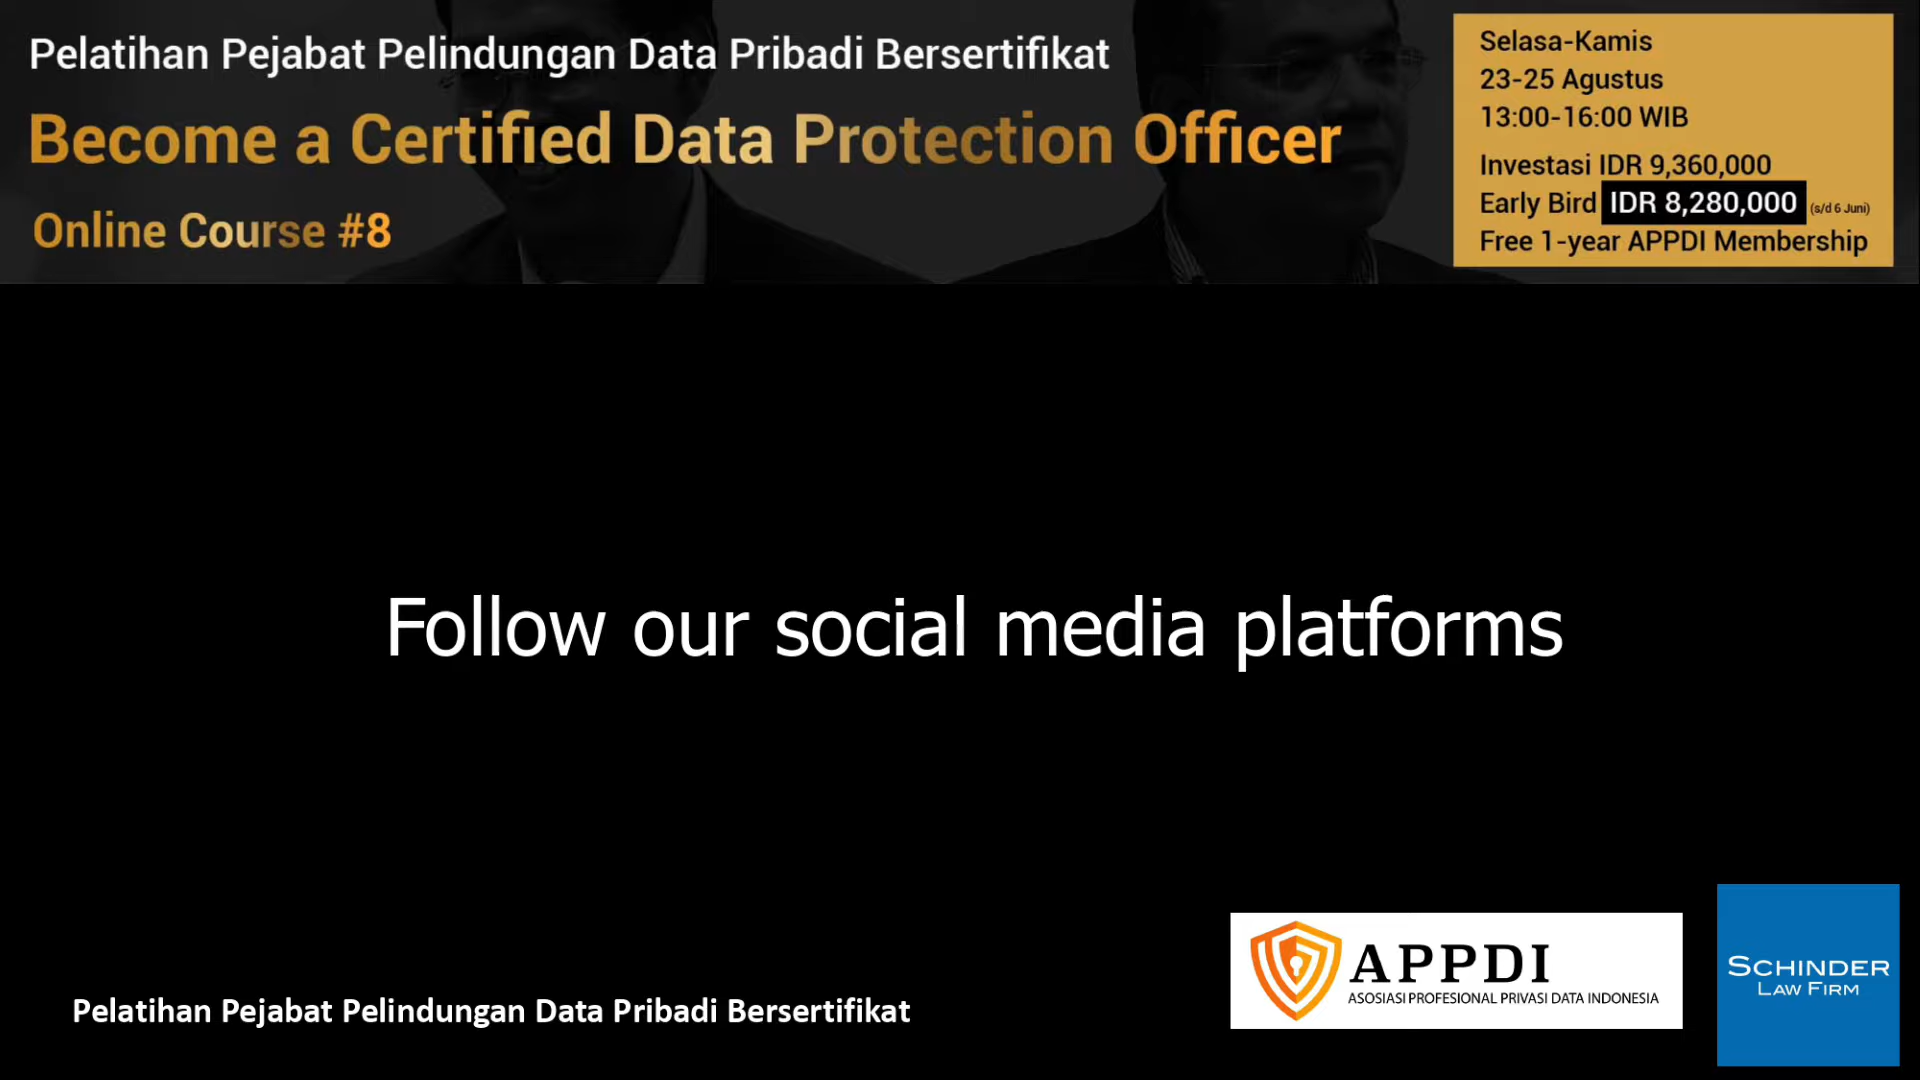 Pelatihan Pejabat Pelindungan Data Pribadi Bersertifikat
Become a Certified Data Protection Officer
Online Course #8
Selasa-Kamis
23-25 Agustus
13:00-16:00 WIB
Investasi IDR 9,360,000
Early Bird IDR 8,280,000 (s/d 6 Juni)
Free 1-year APPDI Membership
Follow our social media platforms
Pelatihan Pejabat Pelindungan Data Pribadi Bersertifikat
APPDI
ASOSIASI PROFESIONAL PRIVASI DATA INDONESIA
SCHINDER
LAW FIRM